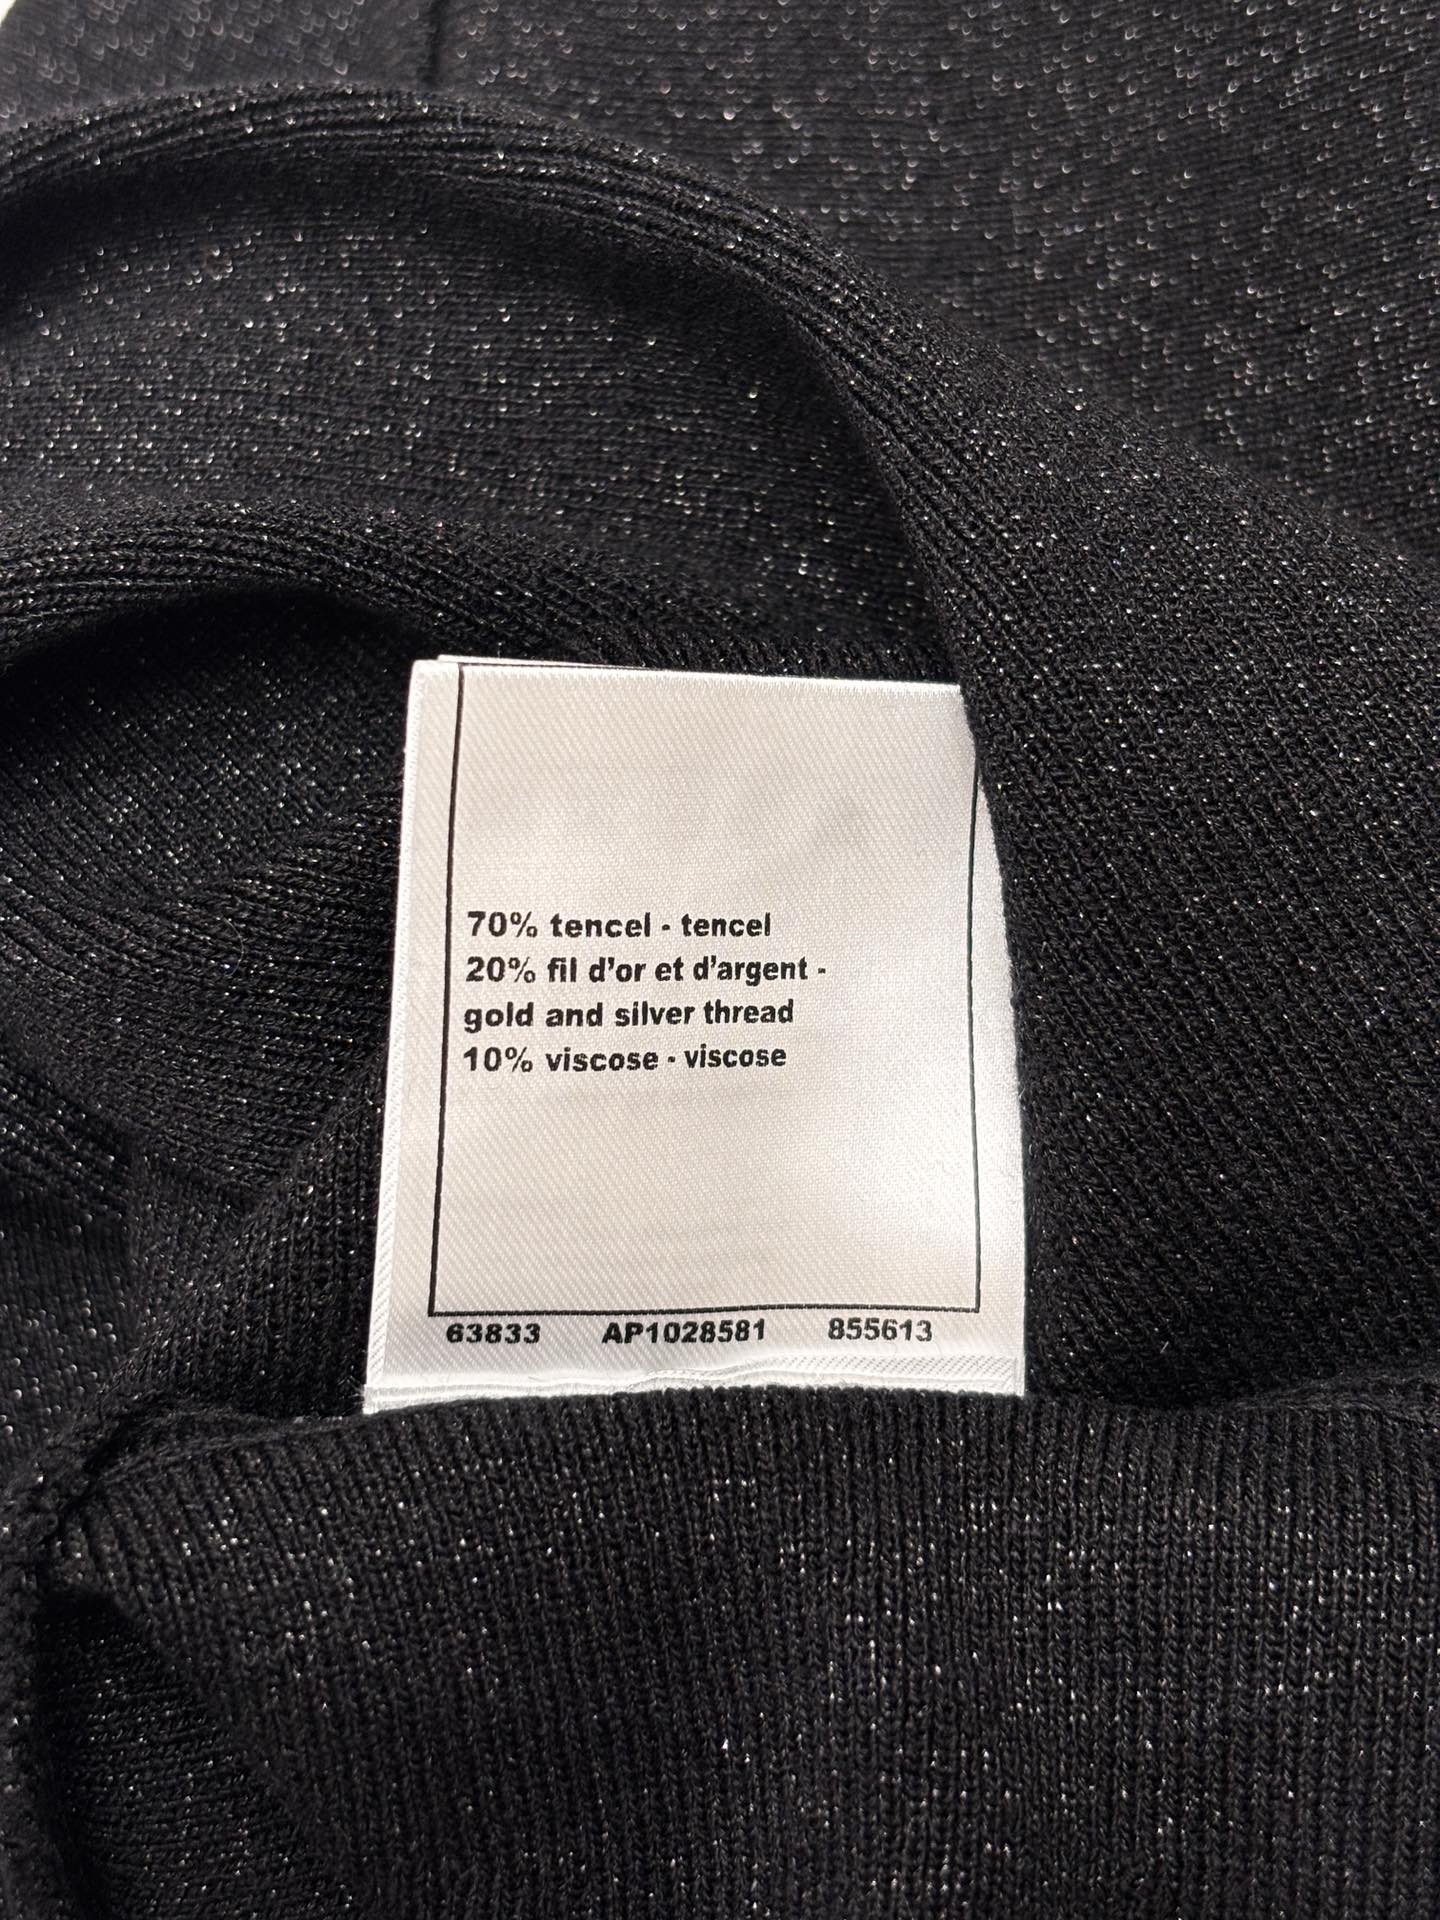 70% tencel - tencel
20% fil d'or et d'argent -
gold and silver thread
10% viscose - viscose
63833 AP1028581 855613